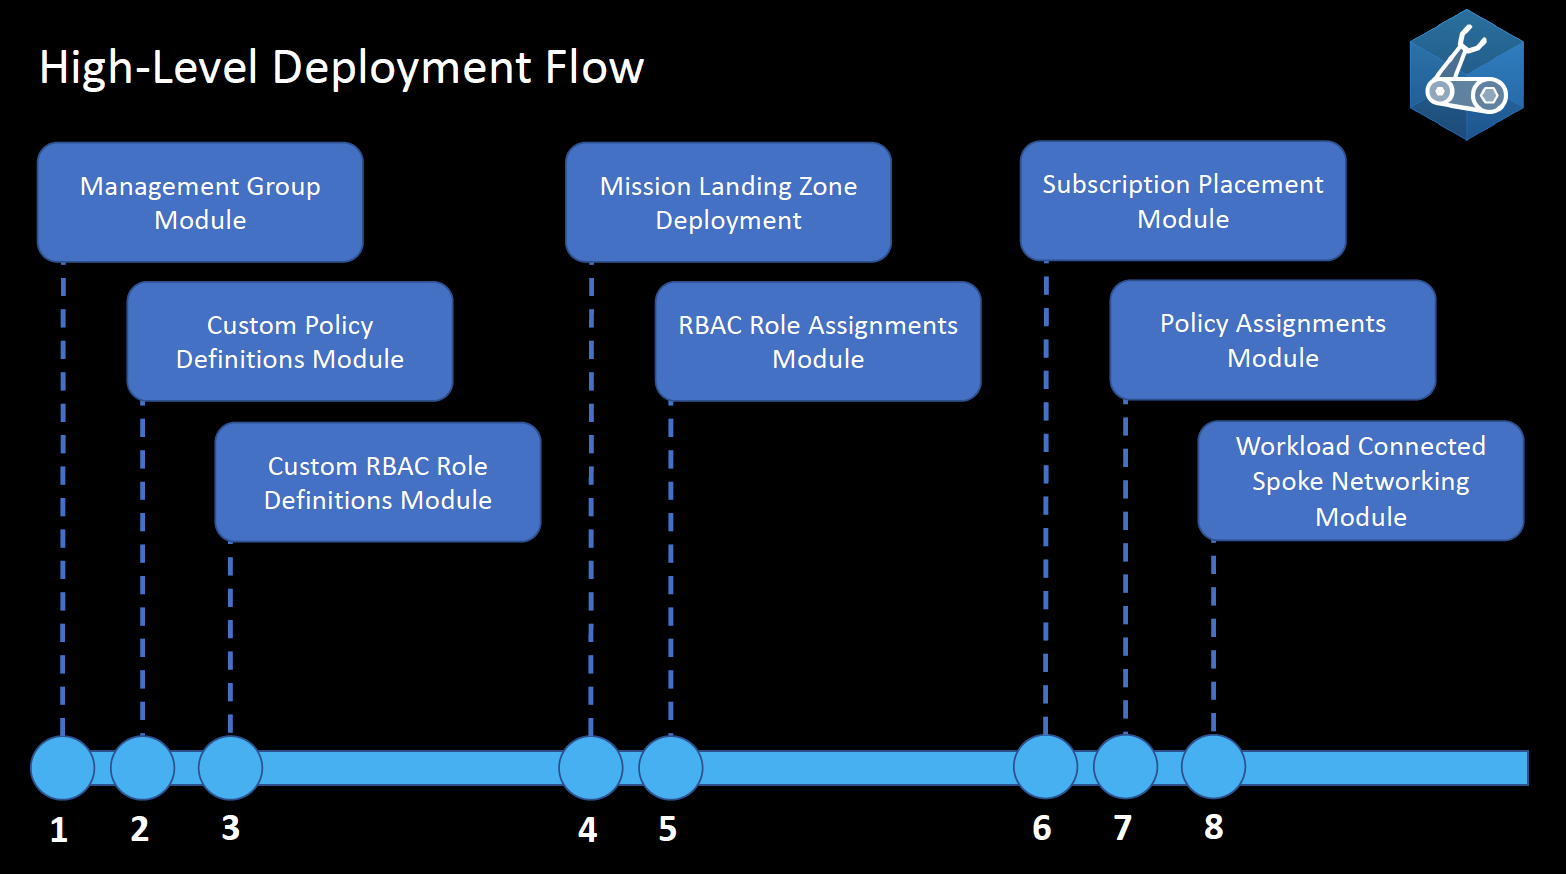 High-Level Deployment Flow
Management Group
Module
Custom Policy
Definitions Module
Custom RBAC Role
Definitions Module
Mission Landing Zone
Deployment
RBAC Role Assignments
Module
Subscription Placement
Module
Policy Assignments
Module
Workload Connected
Spoke Networking
Module
1
2
3
4
5
6
7
8